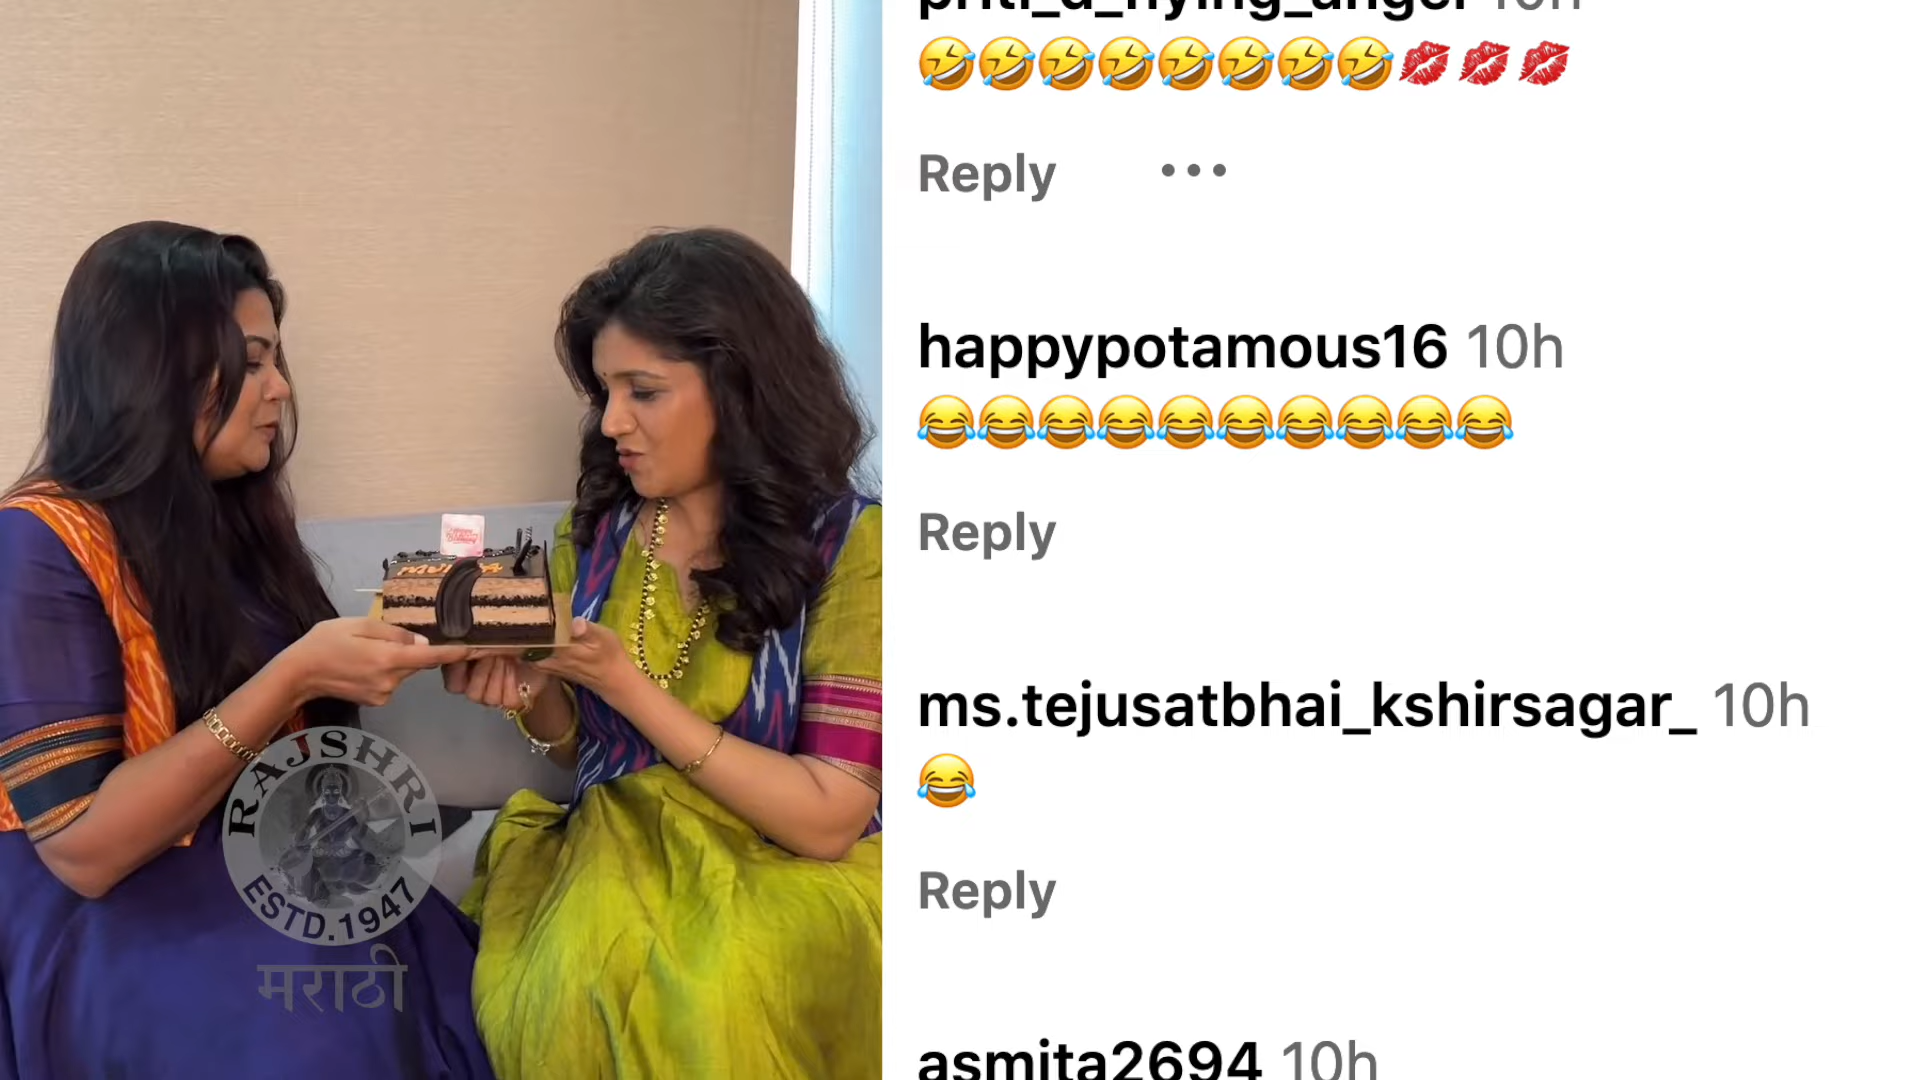 🤣🤣🤣🤣🤣🤣🤣🤣💋💋💋
Reply •••
happypotamous16 10h
😂😂😂😂😂😂😂😂😂😂
Reply
ms.tejusatbhai_kshirsagar_ 10h
😂
Reply
asmita2694 10h
RAJSHRI
ESTD.1947
मराठी